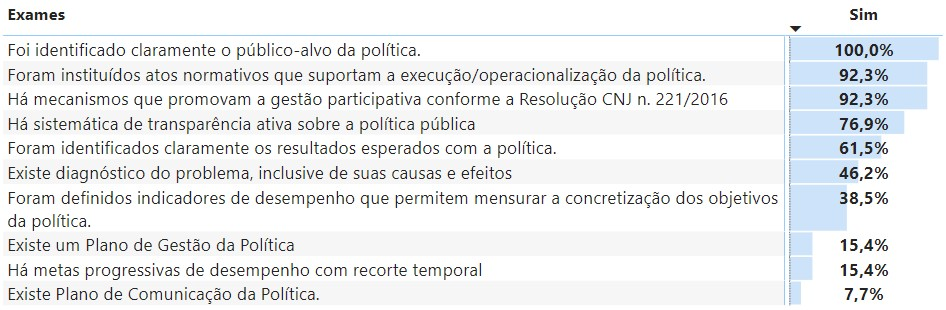 Exames Sim
Foi identificado claramente o público-alvo da política. 100,0%
Foram instituídos atos normativos que suportam a execução/operacionalização da política. 92,3%
Há mecanismos que promovam a gestão participativa conforme a Resolução CNJ n. 221/2016 92,3%
Há sistemática de transparência ativa sobre a política pública 76,9%
Foram identificados claramente os resultados esperados com a política. 61,5%
Existe diagnóstico do problema, inclusive de suas causas e efeitos 46,2%
Foram definidos indicadores de desempenho que permitem mensurar a concretização dos objetivos 38,5%
da política.
Existe um Plano de Gestão da Política 15,4%
Há metas progressivas de desempenho com recorte temporal 15,4%
Existe Plano de Comunicação da Política. 7,7%